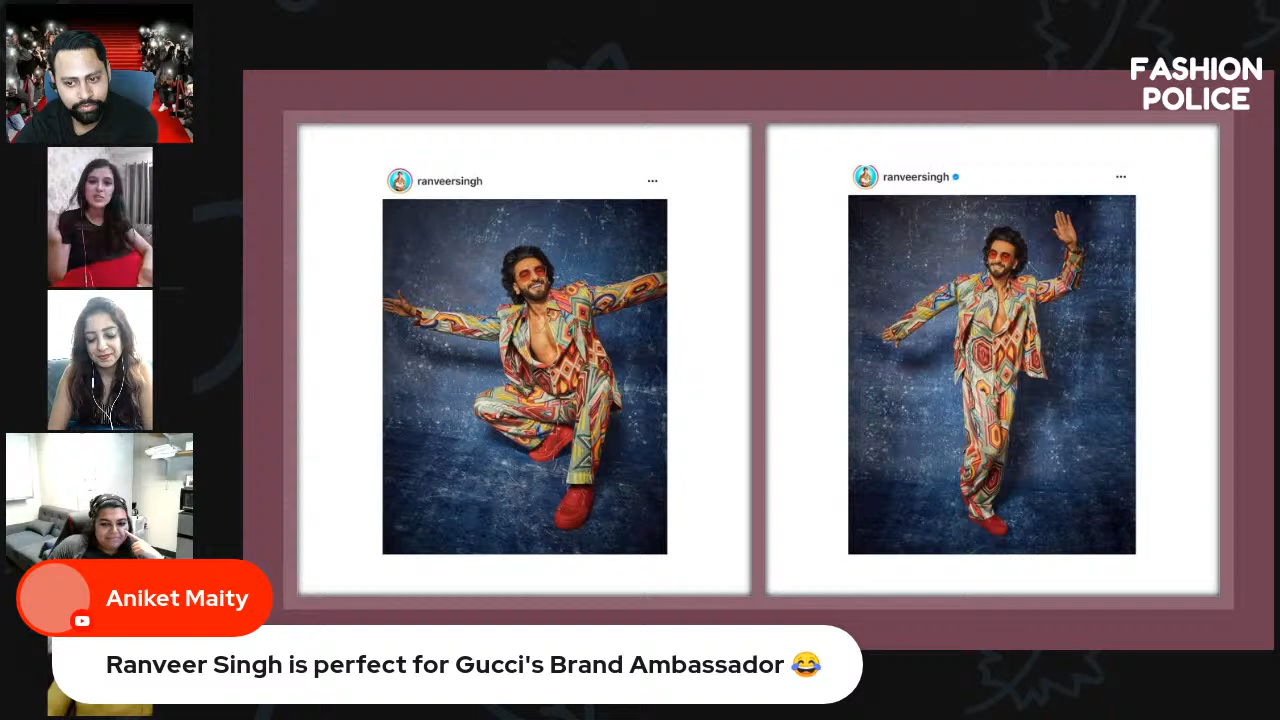 FASHION
POLICE
ranveersingh
ranveersingh
Aniket Maity
Ranveer Singh is perfect for Gucci's Brand Ambassador 😂